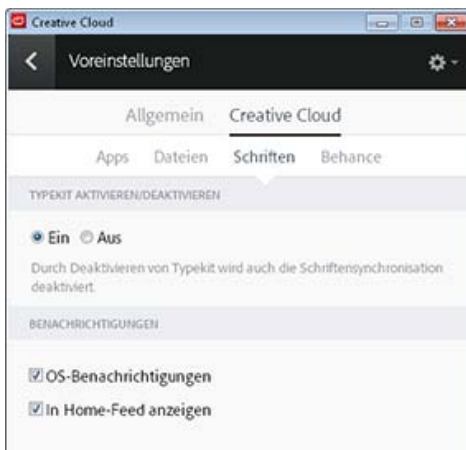 Creative Cloud
Voreinstellungen
Allgemein Creative Cloud
Apps Dateien Schriften Behance
TYPEKIT AKTIVIEREN/DEAKTIVIEREN
Ein Aus
Durch Deaktivieren von Typekit wird auch die Schriftensynchronisation
deaktiviert.
BENACHRICHTIGUNGEN
OS-Benachrichtigungen
In Home-Feed anzeigen